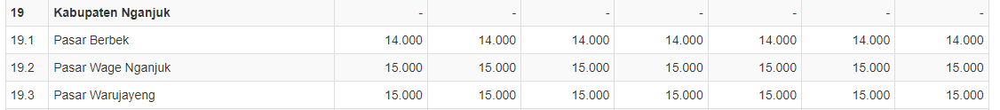 19 Kabupaten Nganjuk - - - - - - -
19.1 Pasar Berbek 14.000 14.000 14.000 14.000 14.000 14.000 14.000
19.2 Pasar Wage Nganjuk 15.000 15.000 15.000 15.000 15.000 15.000 15.000
19.3 Pasar Warujayeng 15.000 15.000 15.000 15.000 15.000 15.000 15.000